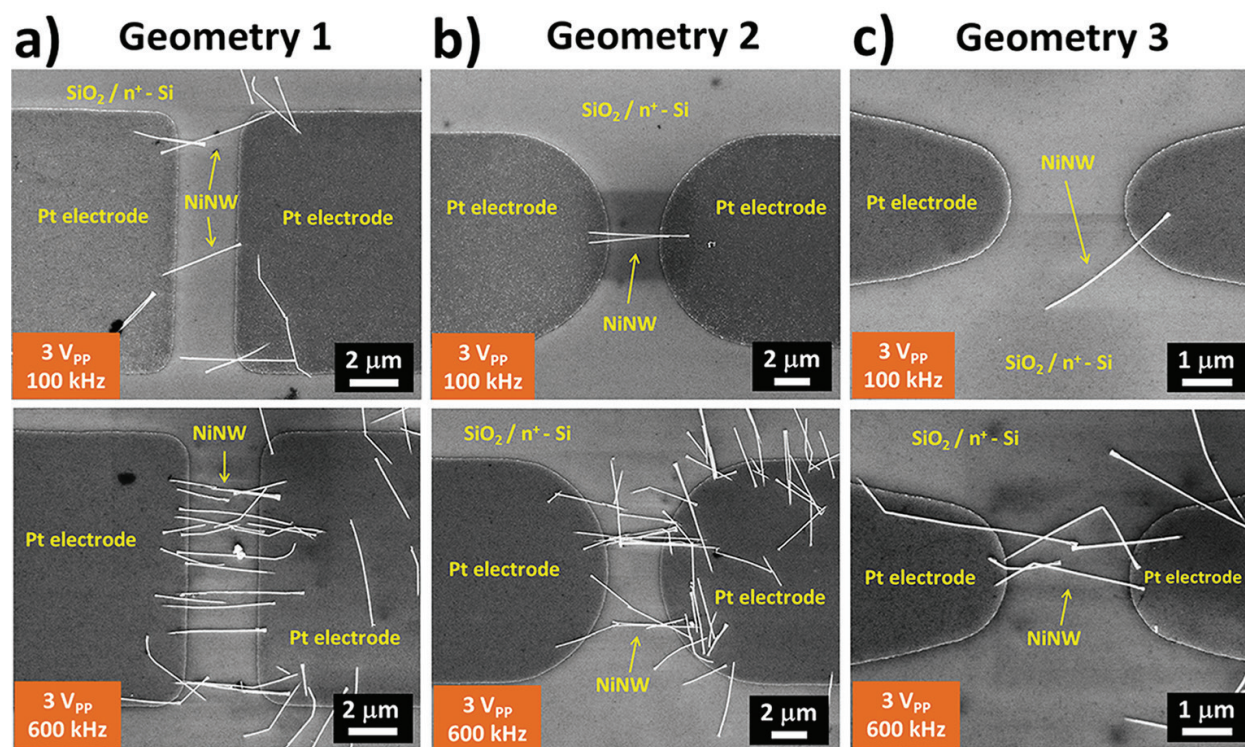 a) Geometry 1
b) Geometry 2
c) Geometry 3
SiO2 / n+ - Si
NiNW
Pt electrode
Pt electrode
3 VPP
100 kHz
2 μm
SiO2 / n+ - Si
Pt electrode
Pt electrode
NiNW
3 VPP
100 kHz
2 μm
NiNW
Pt electrode
Pt electrode
SiO2 / n+ - Si
3 VPP
100 kHz
1 μm
NiNW
Pt electrode
Pt electrode
3 VPP
600 kHz
2 μm
SiO2 / n+ - Si
Pt electrode
Pt electrode
NiNW
3 VPP
600 kHz
2 μm
SiO2 / n+ - Si
Pt electrode
Pt electrode
NiNW
3 VPP
600 kHz
1 μm